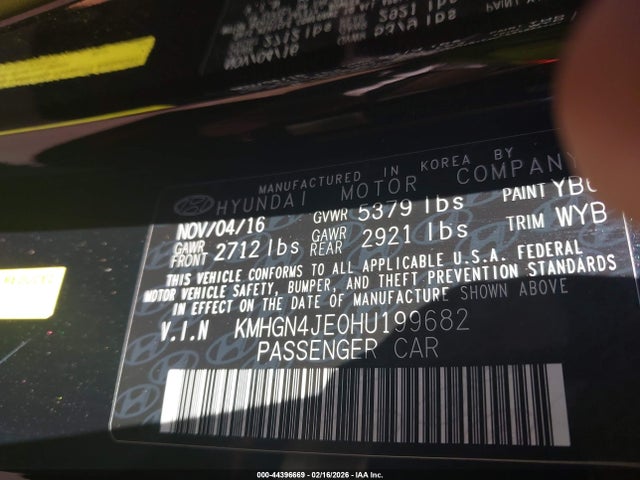 MANUFACTURED IN KOREA BY
HYUNDAI MOTOR COMPANY
NOV/04/16 GVWR 5379 lbs PAINT
GAWR FRONT 2712 lbs GAWR REAR 2921 lbs TRIM WYB
THIS VEHICLE CONFORMS TO ALL APPLICABLE U.S.A. FEDERAL
MOTOR VEHICLE SAFETY, BUMPER, AND THEFT PREVENTION STANDARDS
IN EFFECT ON THE DATE OF MANUFACTURE SHOWN ABOVE
V.I.N KMHGN4JE0HU199682
PASSENGER CAR
000-44396669 - 02/16/2026 - IAA Inc.